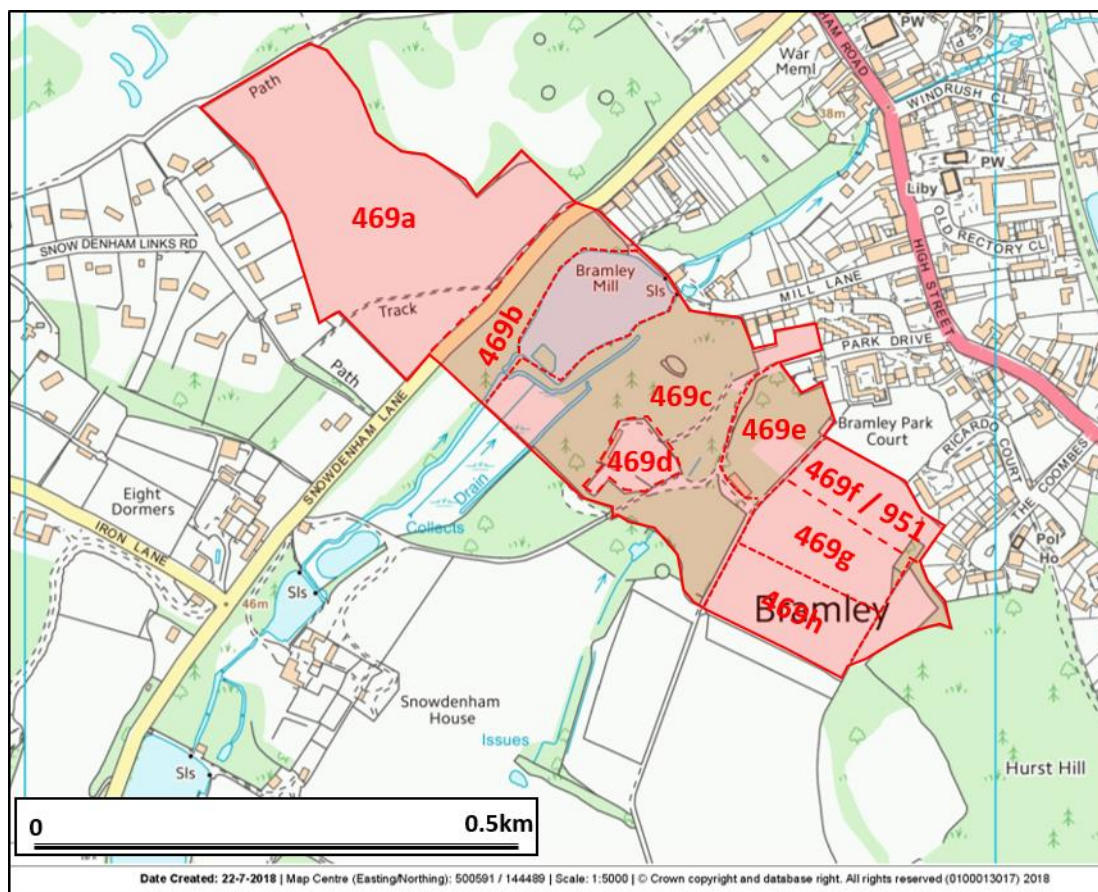 PW
War
Meml
HAM ROAD
WINDRUSH CL
38m
PW
Liby
OLD RECTORY CL
HIGH STREET
Path
469a
SNOWDENHAM LINKS RD
Track
Path
Bramley
Mill
Sls
MILL LANE
PARK DRIVE
469b
469c
469d
469e
Bramley Park
Court
RICARDO COURT
THE COOMBES
Pol
Ho
469f / 951
469g
469h
Bramley
SNOWDENHAM LANE
Drain
Collects
Eight
Dormers
IRON LANE
46m
Sls
Sls
Snowdenham
House
Issues
Hurst Hill
0 0.5km
Date Created: 22-7-2018 | Map Centre (Easting/Northing): 500591 / 144489 | Scale: 1:5000 | © Crown copyright and database right. All rights reserved (0100013017) 2018